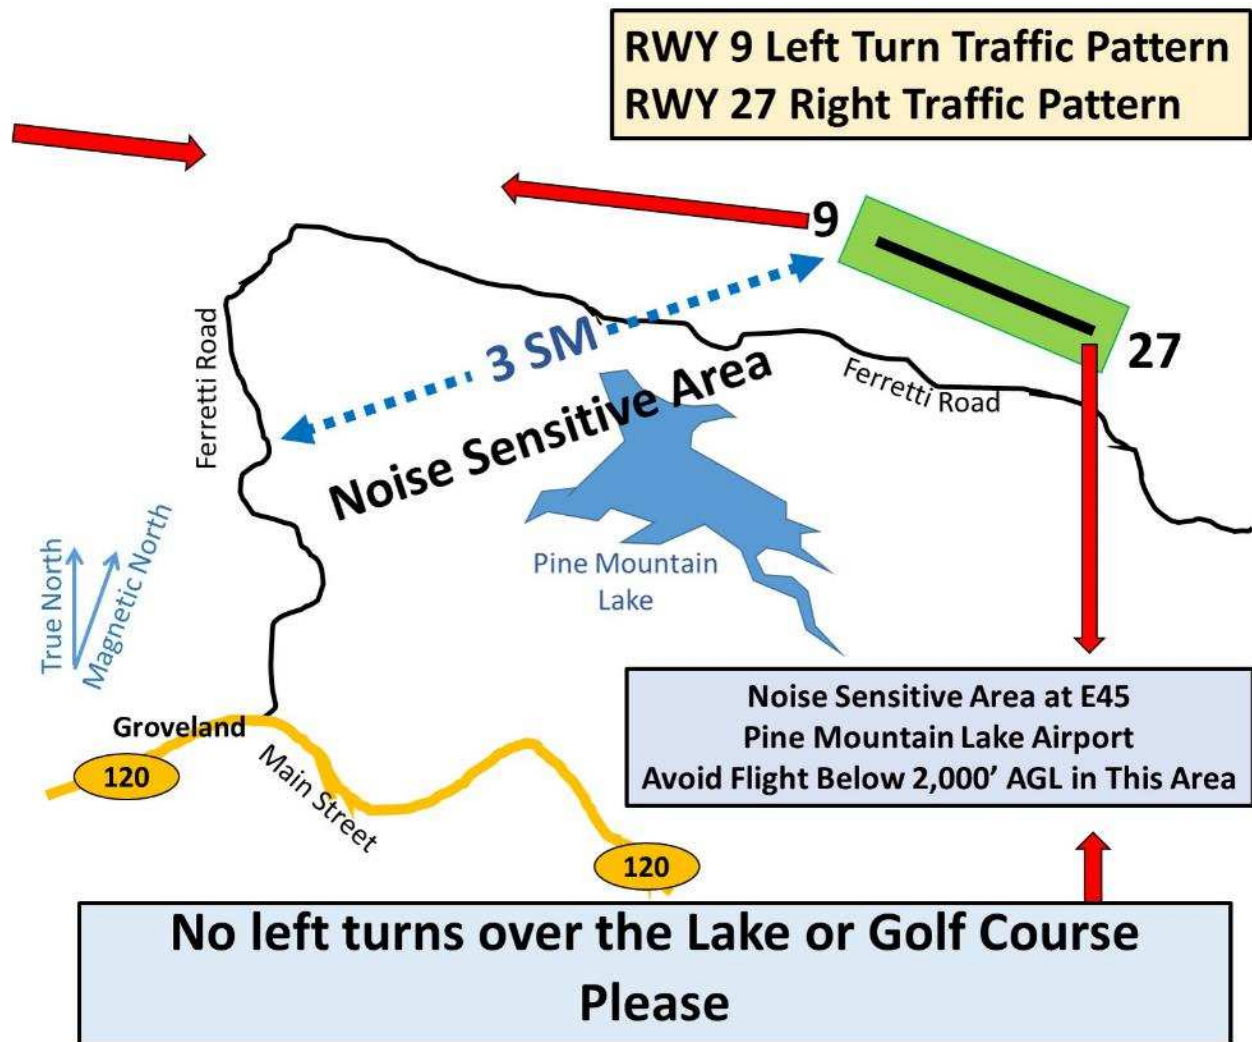 RWY 9 Left Turn Traffic Pattern
RWY 27 Right Traffic Pattern
9
27
3 SM
Noise Sensitive Area
Ferretti Road
Ferretti Road
Pine Mountain
Lake
True North
Magnetic North
Groveland
120
Main Street
120
Noise Sensitive Area at E45
Pine Mountain Lake Airport
Avoid Flight Below 2,000’ AGL in This Area
No left turns over the Lake or Golf Course
Please